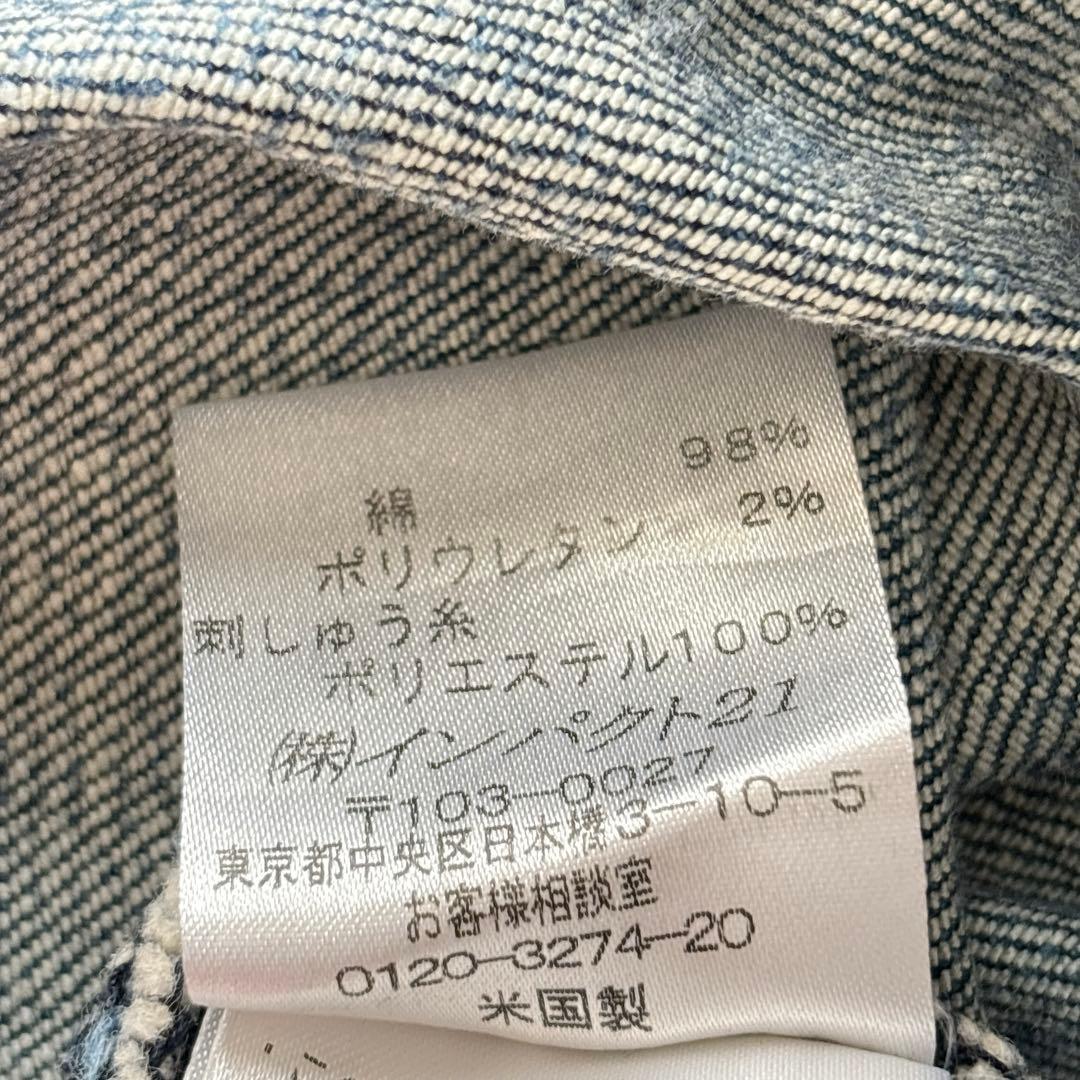 綿 98%
ポリウレタン 2%
刺しゅう糸
ポリエステル100%
(株)インパクト21
〒103-0027
東京都中央区日本橋3-10-5
お客様相談室
0120-3274-20
米国製